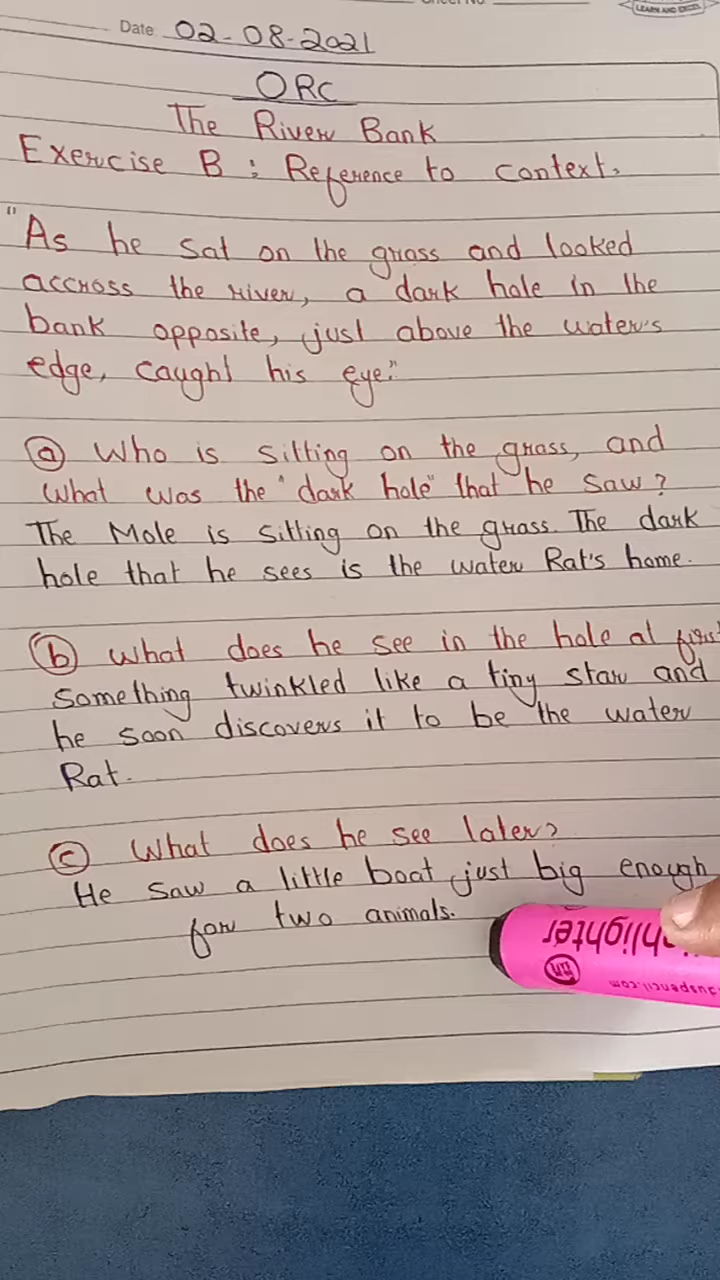 LEARN AND EXCEL
Date 02-08-2021
ORC
The River Bank
Exercise B : Reference to context.
"As he sat on the grass and looked
accross the river, a dark hole in the
bank opposite, just above the water's
edge, caught his eye."
(a) Who is sitting on the grass, and
what was the "dark hole" that he saw?
The Mole is sitting on the grass. The dark
hole that he sees is the water Rat's home.
(b) What does he see in the hole at first
Something twinkled like a tiny star and
he soon discovers it to be the water
Rat.
(c) What does he see later?
He saw a little boat just big enough
for two animals.
highlighter